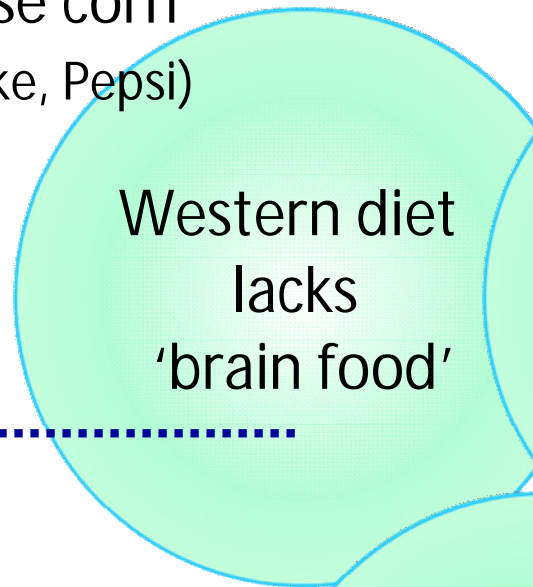 se corn
ke, Pepsi)
Western diet
lacks
‘brain food’